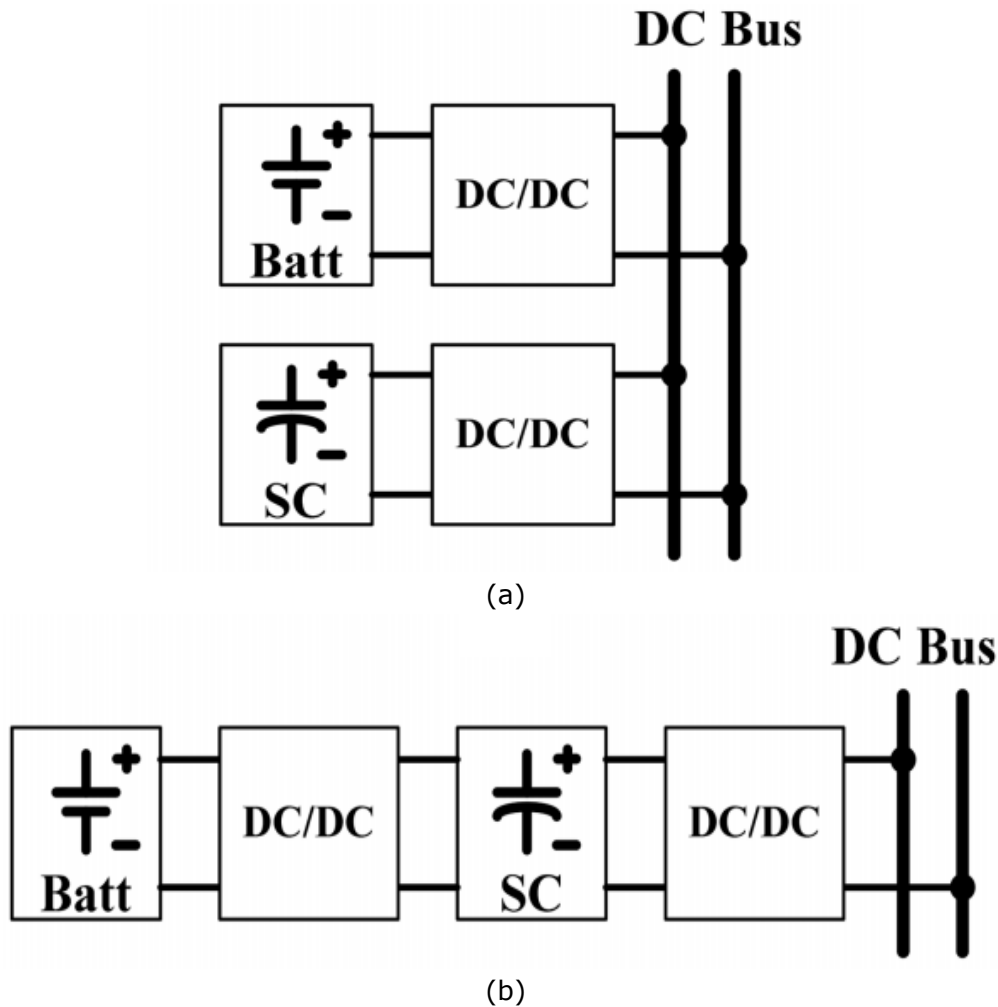 DC Bus
+
DC/DC
−
Batt
+
DC/DC
−
SC
(a)
DC Bus
+
+
DC/DC
DC/DC
−
−
Batt
SC
(b)